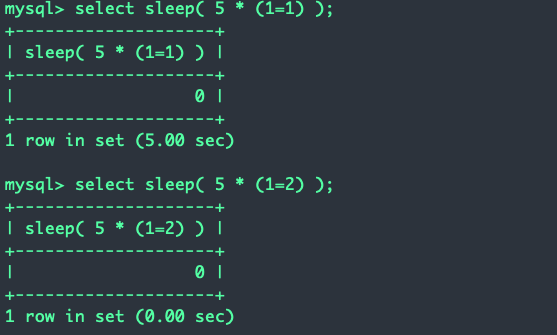 mysql> select sleep( 5 * (1=1) );
+--------------------+
| sleep( 5 * (1=1) ) |
+--------------------+
|                  0 |
+--------------------+
1 row in set (5.00 sec)

mysql> select sleep( 5 * (1=2) );
+--------------------+
| sleep( 5 * (1=2) ) |
+--------------------+
|                  0 |
+--------------------+
1 row in set (0.00 sec)